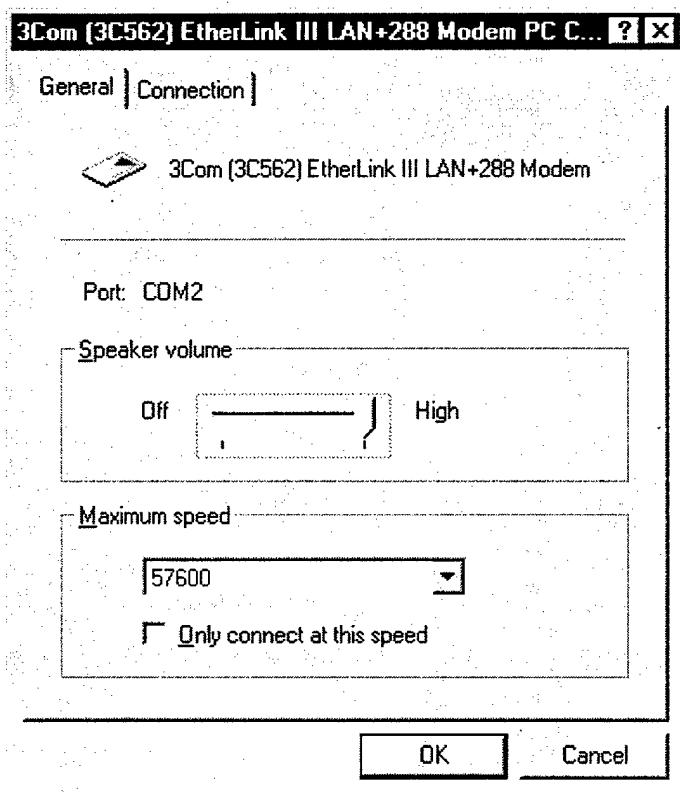 3Com (3C562) EtherLink III LAN+288 Modem PC C... ? X
General Connection
3Com (3C562) EtherLink III LAN+288 Modem
Port: COM2
Speaker volume
Off High
Maximum speed
57600
Only connect at this speed
OK Cancel